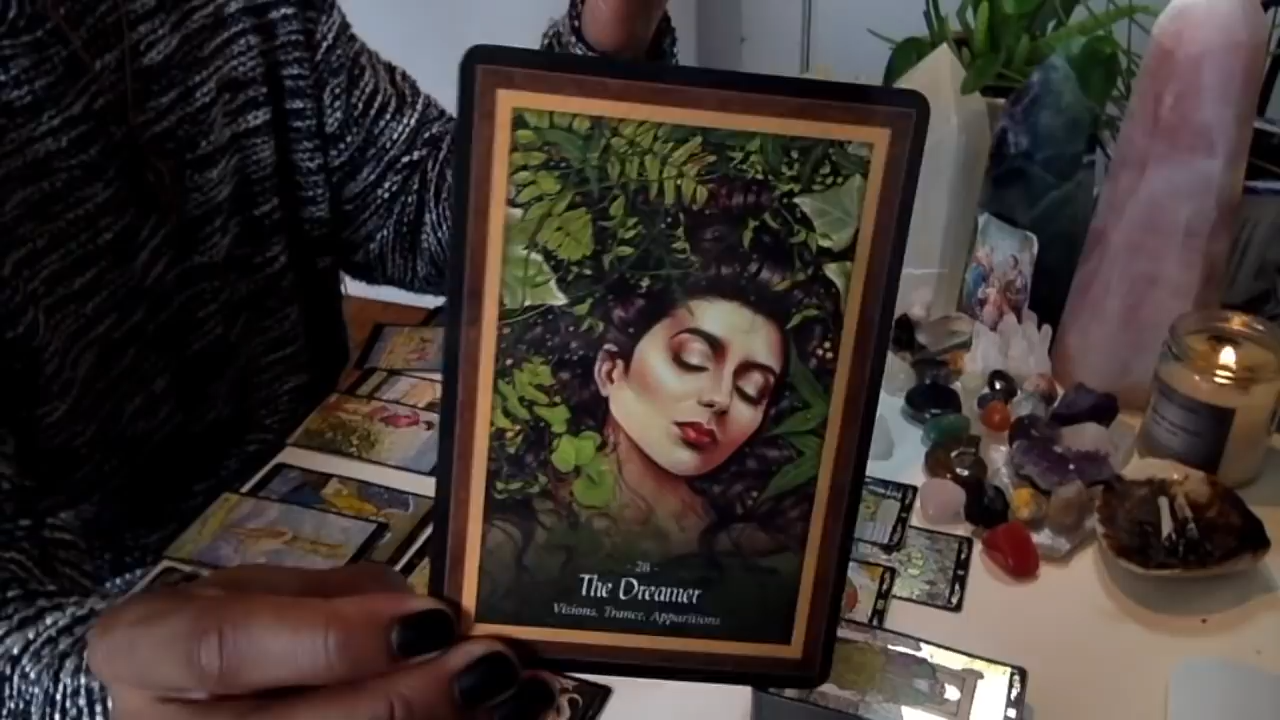 - 28 -
The Dreamer
Visions, Trance, Apparitions